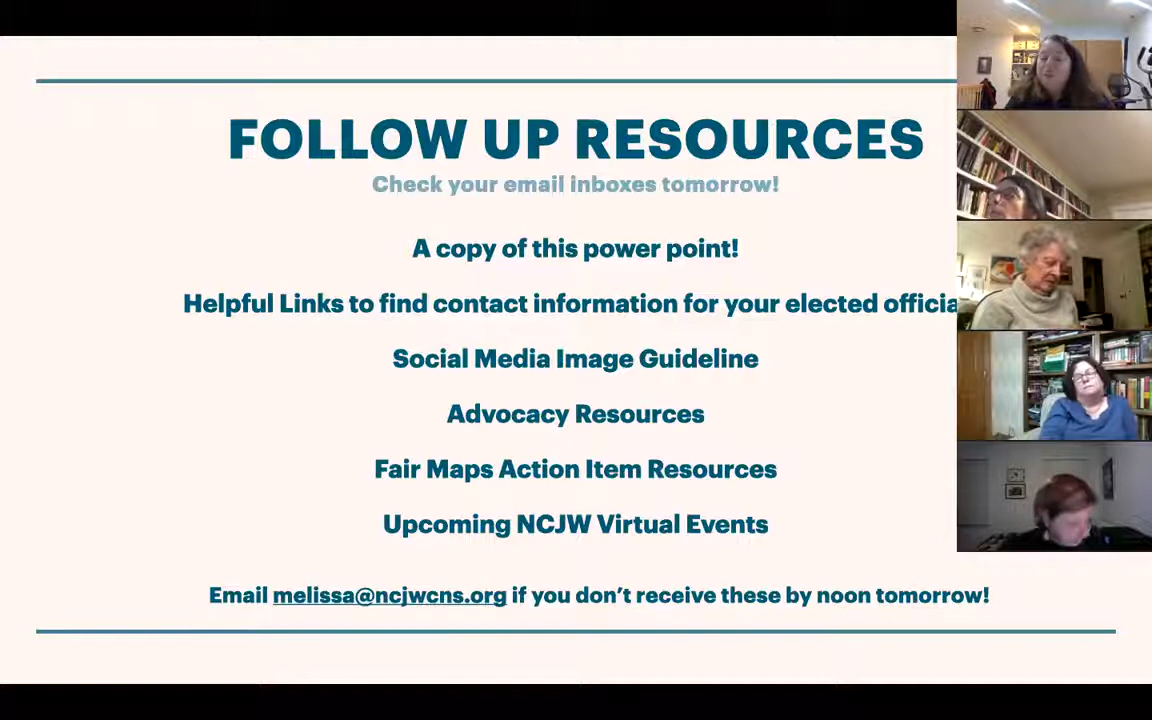 FOLLOW UP RESOURCES
Check your email inboxes tomorrow!
A copy of this power point!
Helpful Links to find contact information for your elected officia
Social Media Image Guideline
Advocacy Resources
Fair Maps Action Item Resources
Upcoming NCJW Virtual Events
Email melissa@ncjwcns.org if you don't receive these by noon tomorrow!